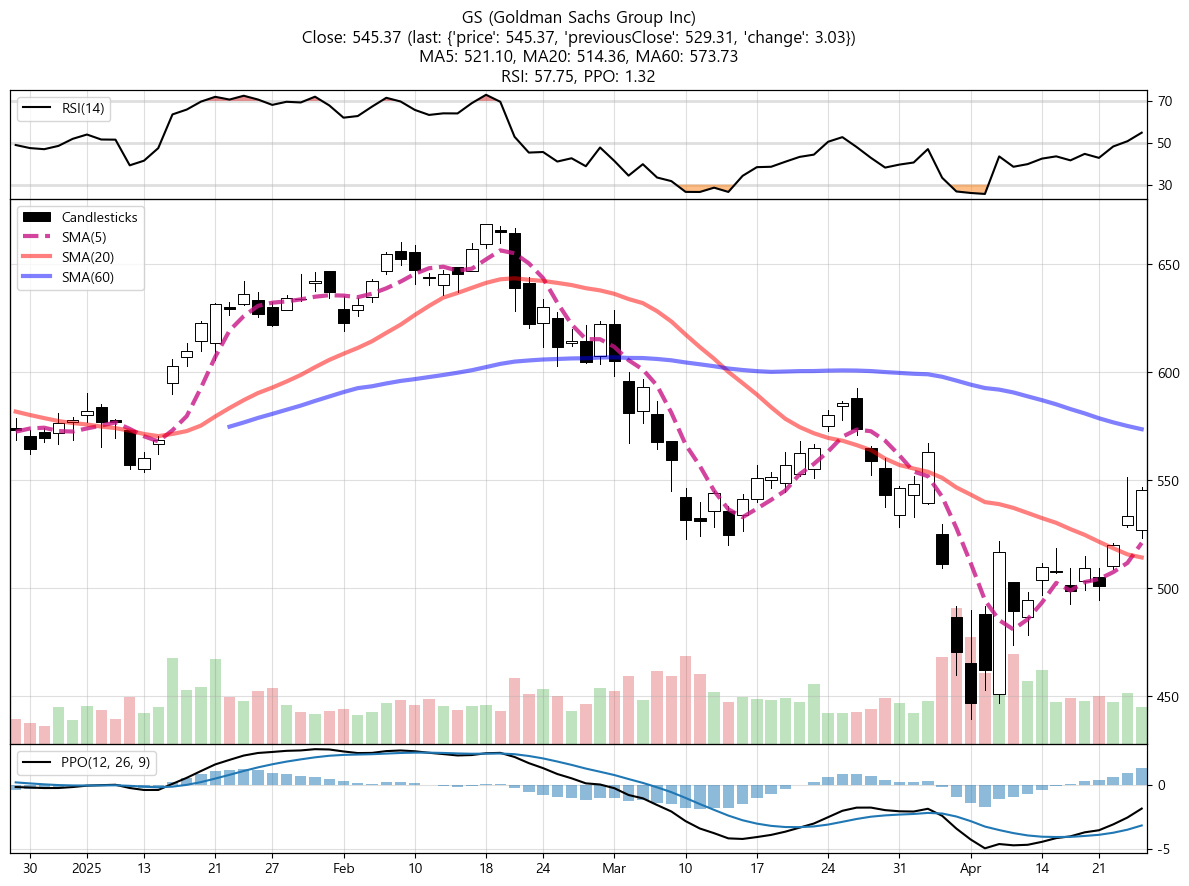 GS (Goldman Sachs Group Inc)
Close: 545.37 (last: {'price': 545.37, 'previousClose': 529.31, 'change': 3.03})
MA5: 521.10, MA20: 514.36, MA60: 573.73
RSI: 57.75, PPO: 1.32
RSI(14)
70
50
30
Candlesticks
SMA(5)
SMA(20)
SMA(60)
650
600
550
500
450
PPO(12, 26, 9)
0
-5
30 2025 13 21 27 Feb 10 18 24 Mar 10 17 24 31 Apr 14 21